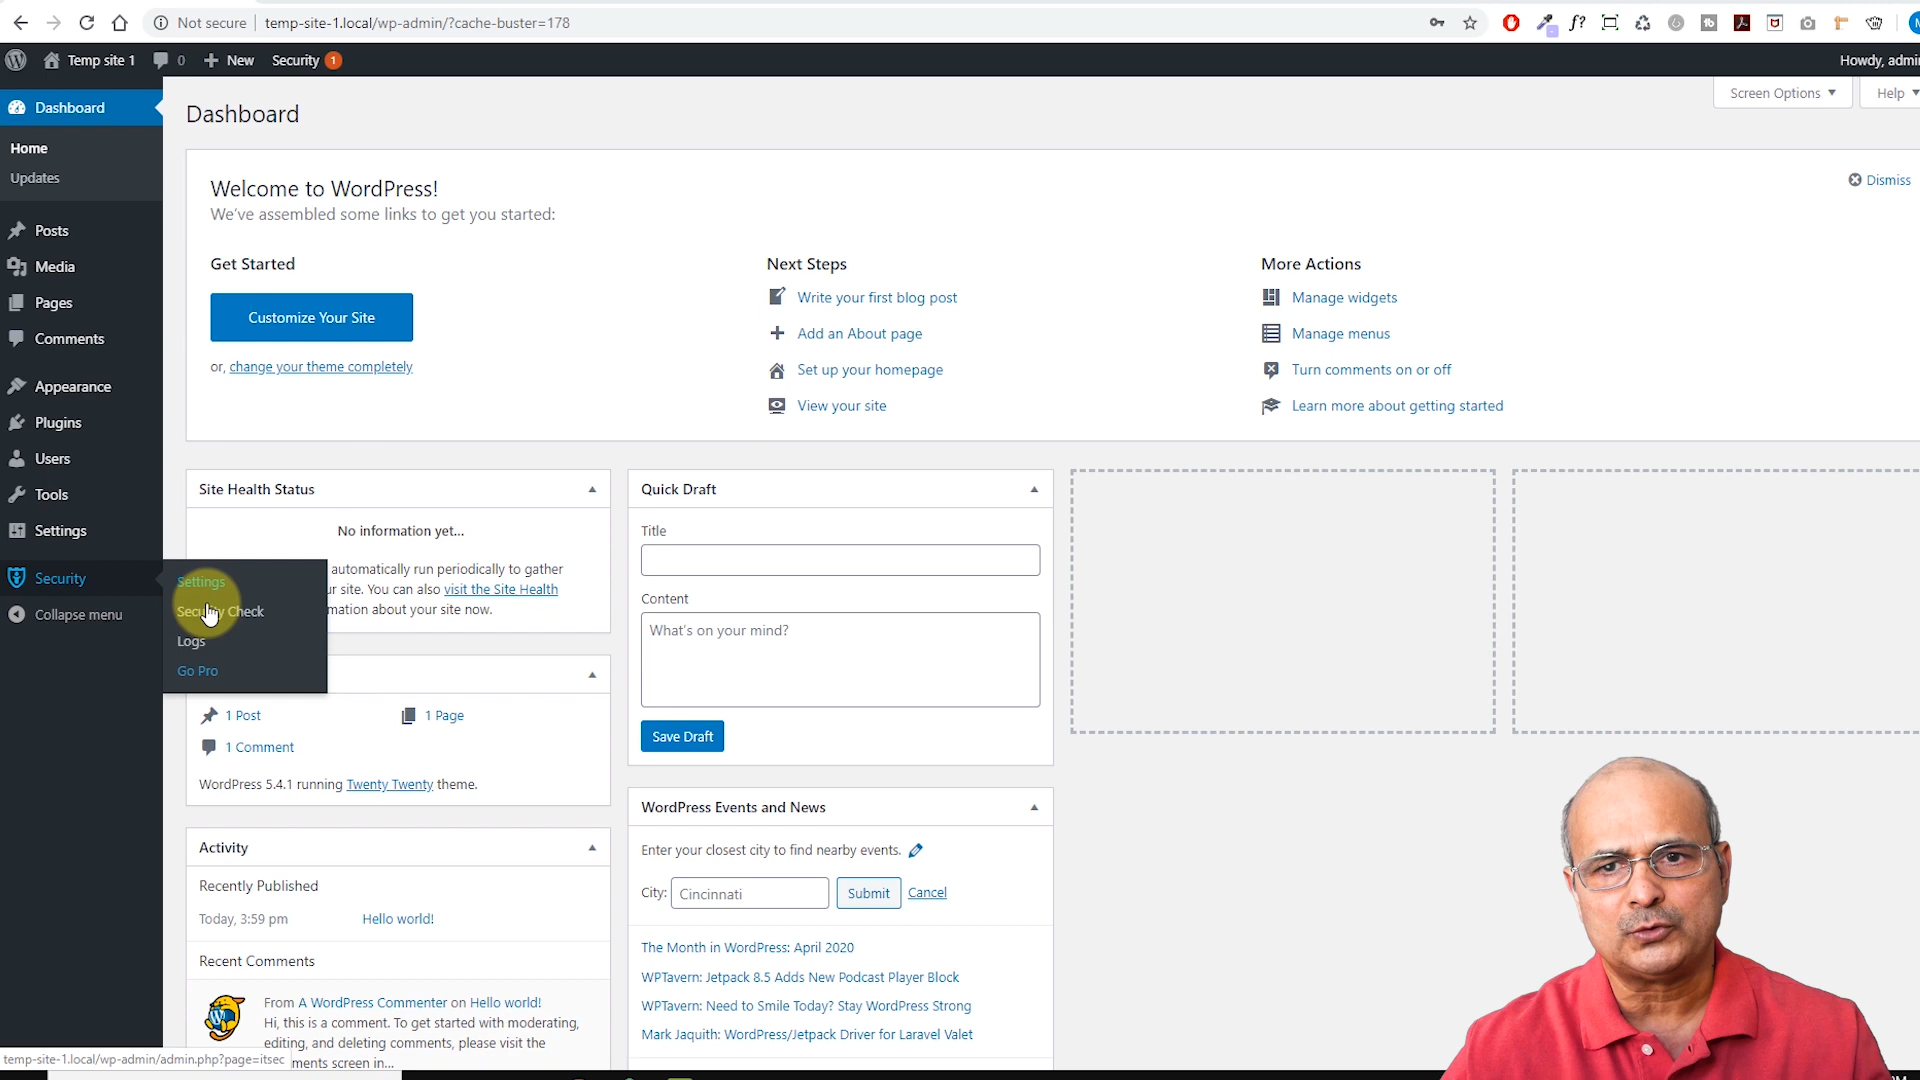 Not secure
temp-site-1.local/wp-admin/?cache-buster=178
Temp site 1
0
New
Security 1
Howdy, admi
Dashboard
Home
Updates
Posts
Media
Pages
Comments
Appearance
Plugins
Users
Tools
Settings
Security
Collapse menu
Settings
Security Check
Logs
Go Pro
Dashboard
Screen Options
Help
Welcome to WordPress!
We've assembled some links to get you started:
Dismiss
Get Started
Customize Your Site
or, change your theme completely
Next Steps
Write your first blog post
Add an About page
Set up your homepage
View your site
More Actions
Manage widgets
Manage menus
Turn comments on or off
Learn more about getting started
Site Health Status
No information yet...
automatically run periodically to gather
ur site. You can also visit the Site Health
mation about your site now.
1 Post
1 Page
1 Comment
WordPress 5.4.1 running Twenty Twenty theme.
Activity
Recently Published
Today, 3:59 pm
Hello world!
Recent Comments
From A WordPress Commenter on Hello world!
Hi, this is a comment. To get started with moderating,
editing, and deleting comments, please visit the
mments screen in...
Quick Draft
Title
Content
What's on your mind?
Save Draft
WordPress Events and News
Enter your closest city to find nearby events.
City:
Cincinnati
Submit
Cancel
The Month in WordPress: April 2020
WPTavern: Jetpack 8.5 Adds New Podcast Player Block
WPTavern: Need to Smile Today? Stay WordPress Strong
Mark Jaquith: WordPress/Jetpack Driver for Laravel Valet
temp-site-1.local/wp-admin/admin.php?page=itsec